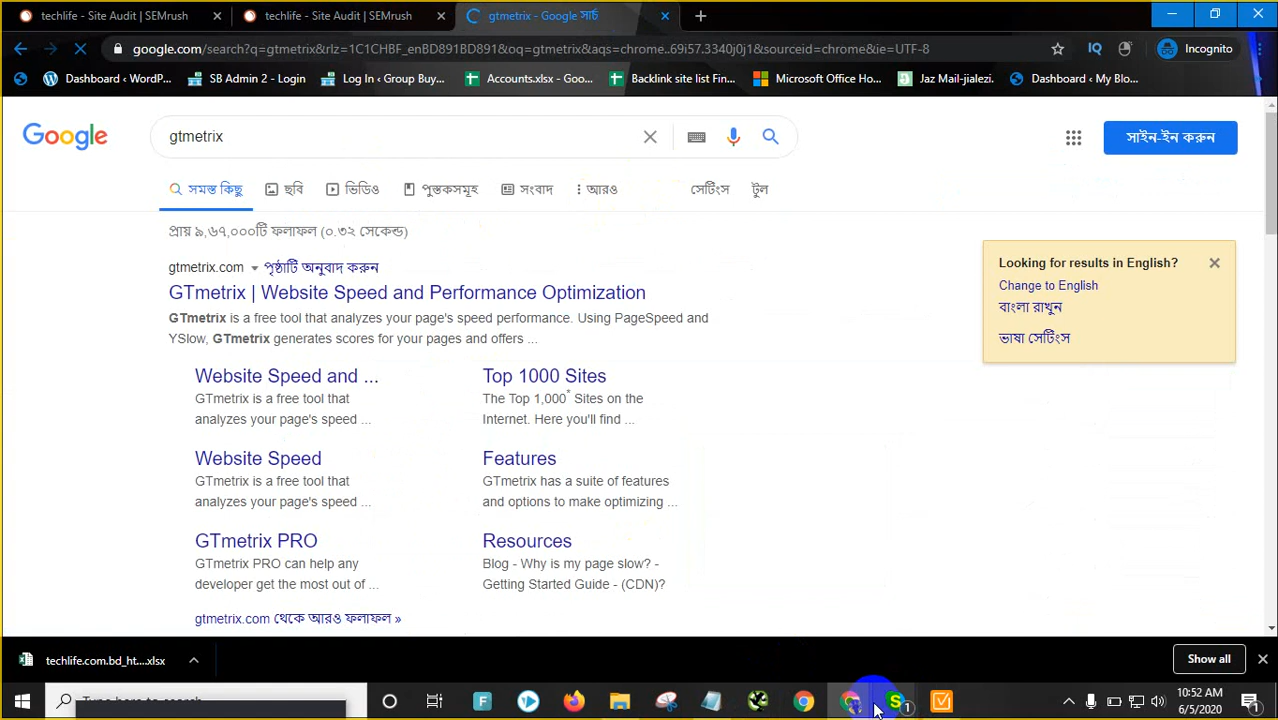 techlife - Site Audit | SEMrush
techlife - Site Audit | SEMrush
gtmetrix - Google সার্চ
google.com/search?q=gtmetrix&rlz=1C1CHBF_enBD891BD891&oq=gtmetrix&aqs=chrome..69i57.3340j0j1&sourceid=chrome&ie=UTF-8
IQ
Incognito
Dashboard ‹ WordP...
SB Admin 2 - Login
Log In ‹ Group Buy...
Accounts.xlsx - Goo...
Backlink site list Fin...
Microsoft Office Ho...
Jaz Mail-jialezi.
Dashboard ‹ My Blo...
Google
gtmetrix
সাইন-ইন করুন
সমস্ত কিছু
ছবি
ভিডিও
পুস্তকসমূহ
সংবাদ
আরও
সেটিংস
টুল
প্রায় ৯,৬৭,০০০টি ফলাফল (০.৩২ সেকেন্ড)
gtmetrix.com
পৃষ্ঠাটি অনুবাদ করুন
GTmetrix | Website Speed and Performance Optimization
GTmetrix is a free tool that analyzes your page's speed performance. Using PageSpeed and
YSlow, GTmetrix generates scores for your pages and offers ...
Website Speed and ...
GTmetrix is a free tool that
analyzes your page's speed ...
Top 1000 Sites
The Top 1,000* Sites on the
Internet. Here you'll find ...
Website Speed
GTmetrix is a free tool that
analyzes your page's speed ...
Features
GTmetrix has a suite of features
and options to make optimizing ...
GTmetrix PRO
GTmetrix PRO can help any
developer get the most out of ...
Resources
Blog - Why is my page slow? -
Getting Started Guide - (CDN)?
gtmetrix.com থেকে আরও ফলাফল »
Looking for results in English?
Change to English
বাংলা রাখুন
ভাষা সেটিংস
techlife.com.bd_ht....xlsx
Show all
Type here to search
F
S
1
10:52 AM
6/5/2020
1